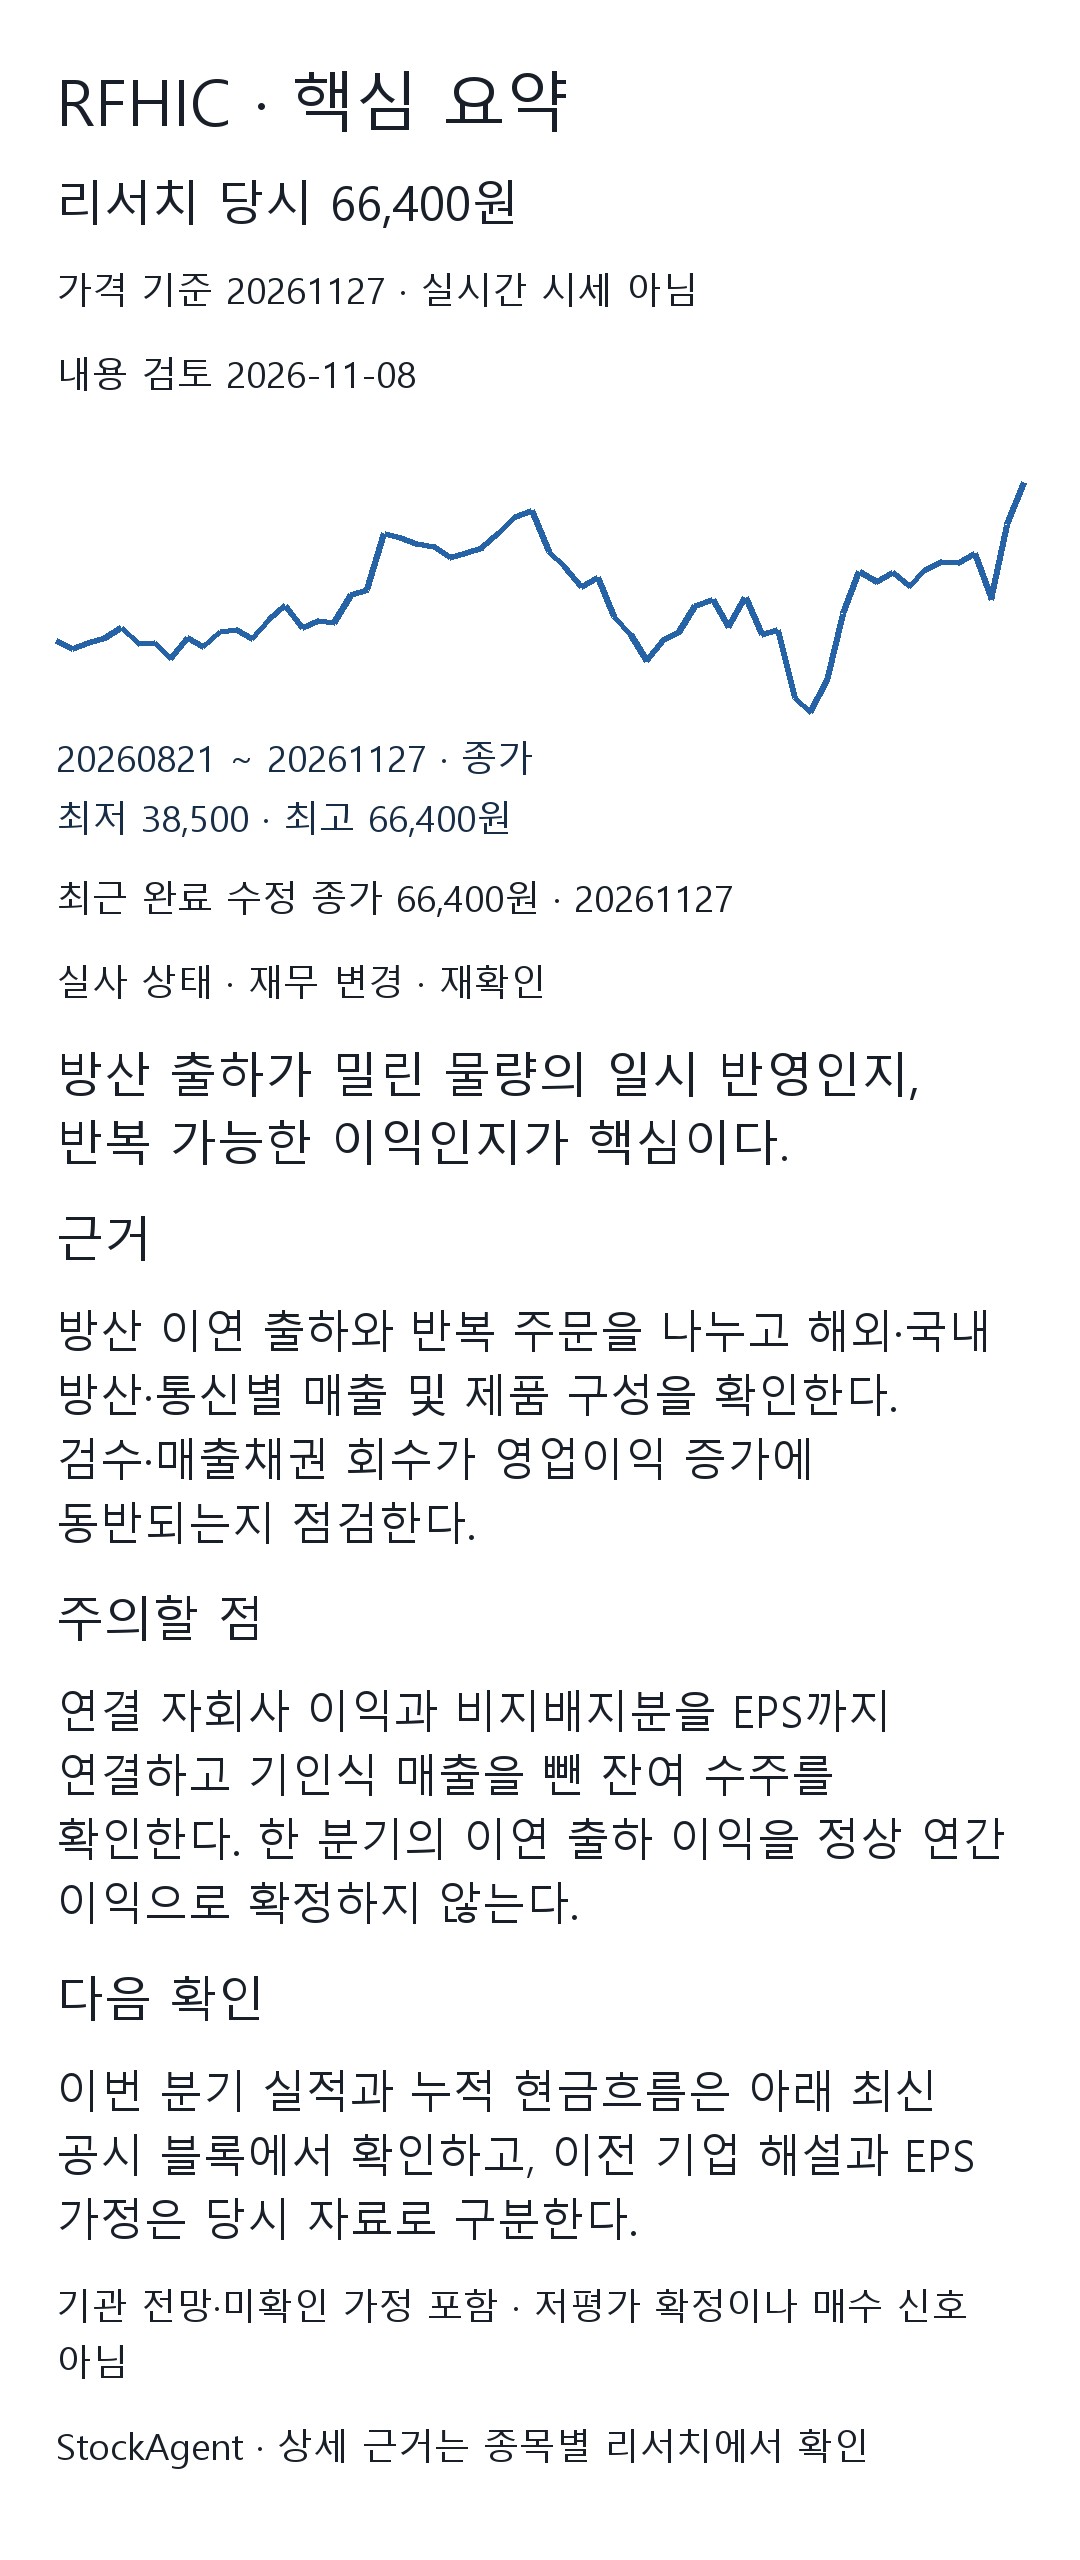 RFHIC · 핵심 요약
리서치 당시 66,400원
가격 기준 20261127 · 실시간 시세 아님
내용 검토 2026-11-08
20260821 ~ 20261127 · 종가
최저 38,500 · 최고 66,400원
최근 완료 수정 종가 66,400원 · 20261127
실사 상태 · 재무 변경 · 재확인
방산 출하가 밀린 물량의 일시 반영인지,
반복 가능한 이익인지가 핵심이다.
근거
방산 이연 출하와 반복 주문을 나누고 해외·국내
방산·통신별 매출 및 제품 구성을 확인한다.
검수·매출채권 회수가 영업이익 증가에
동반되는지 점검한다.
주의할 점
연결 자회사 이익과 비지배지분을 EPS까지
연결하고 기인식 매출을 뺀 잔여 수주를
확인한다. 한 분기의 이연 출하 이익을 정상 연간
이익으로 확정하지 않는다.
다음 확인
이번 분기 실적과 누적 현금흐름은 아래 최신
공시 블록에서 확인하고, 이전 기업 해설과 EPS
가정은 당시 자료로 구분한다.
기관 전망·미확인 가정 포함 · 저평가 확정이나 매수 신호
아님
StockAgent · 상세 근거는 종목별 리서치에서 확인